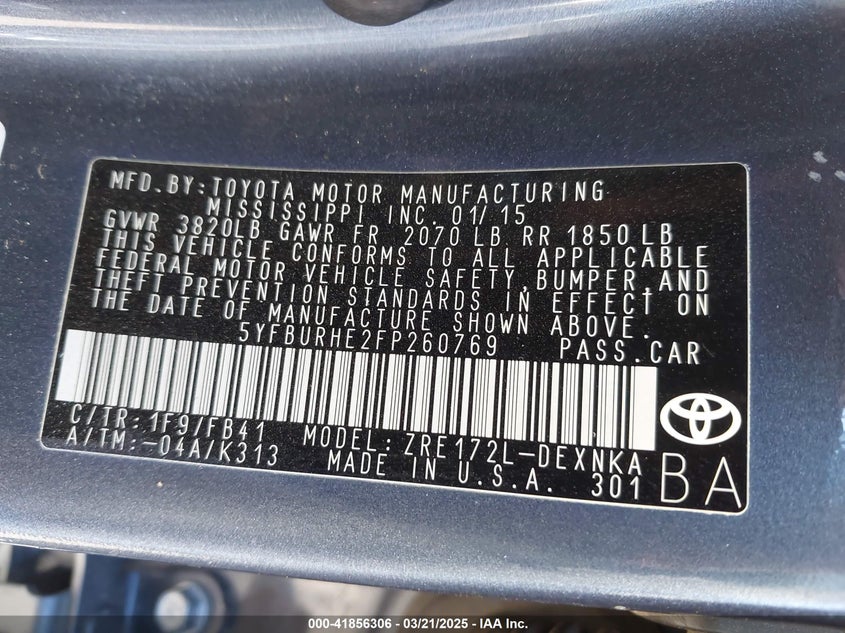 MFD.BY:TOYOTA MOTOR MANUFACTURING
MISSISSIPPI INC. 01/15
GVWR 3820LB GAWR FR 2070 LB RR 1850 LB
THIS VEHICLE CONFORMS TO ALL APPLICABLE
FEDERAL MOTOR VEHICLE SAFETY,BUMPER,AND
THEFT PREVENTION STANDARDS IN EFFECT ON
THE DATE OF MANUFACTURE SHOWN ABOVE.
5YFBURHE2FP260769 PASS.CAR
C/TR:1F9/FB41 MODEL:ZRE172L-DEXNKA
A/TM:-04A/K313 MADE IN U.S.A. 301
BA
000-41856306 / 03/21/2025 / IAA Inc.